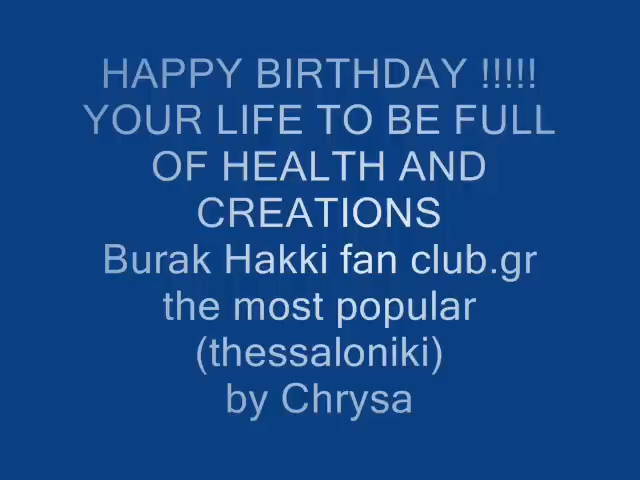 HAPPY BIRTHDAY !!!!!
YOUR LIFE TO BE FULL
OF HEALTH AND
CREATIONS
Burak Hakki fan club.gr
the most popular
(thessaloniki)
by Chrysa